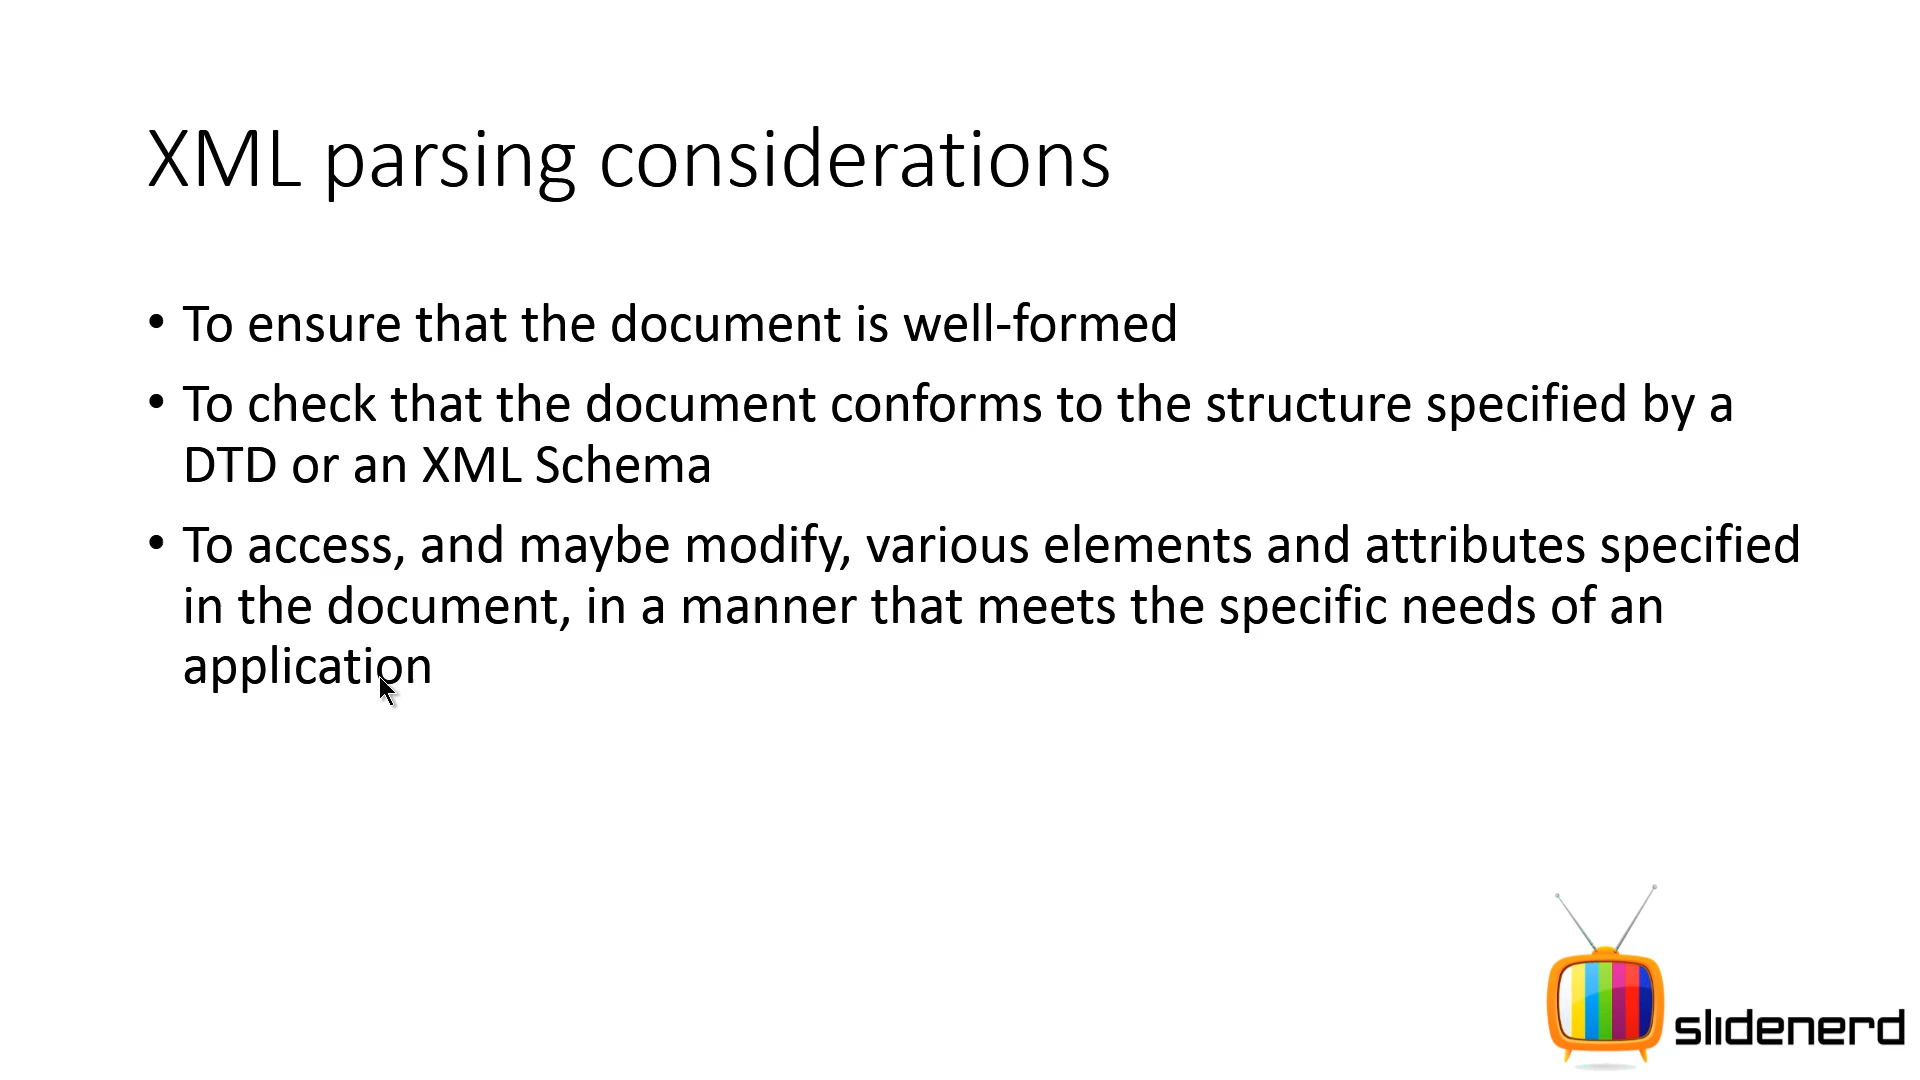 XML parsing considerations
• To ensure that the document is well-formed
• To check that the document conforms to the structure specified by a
DTD or an XML Schema
• To access, and maybe modify, various elements and attributes specified
in the document, in a manner that meets the specific needs of an
application
slidenerd